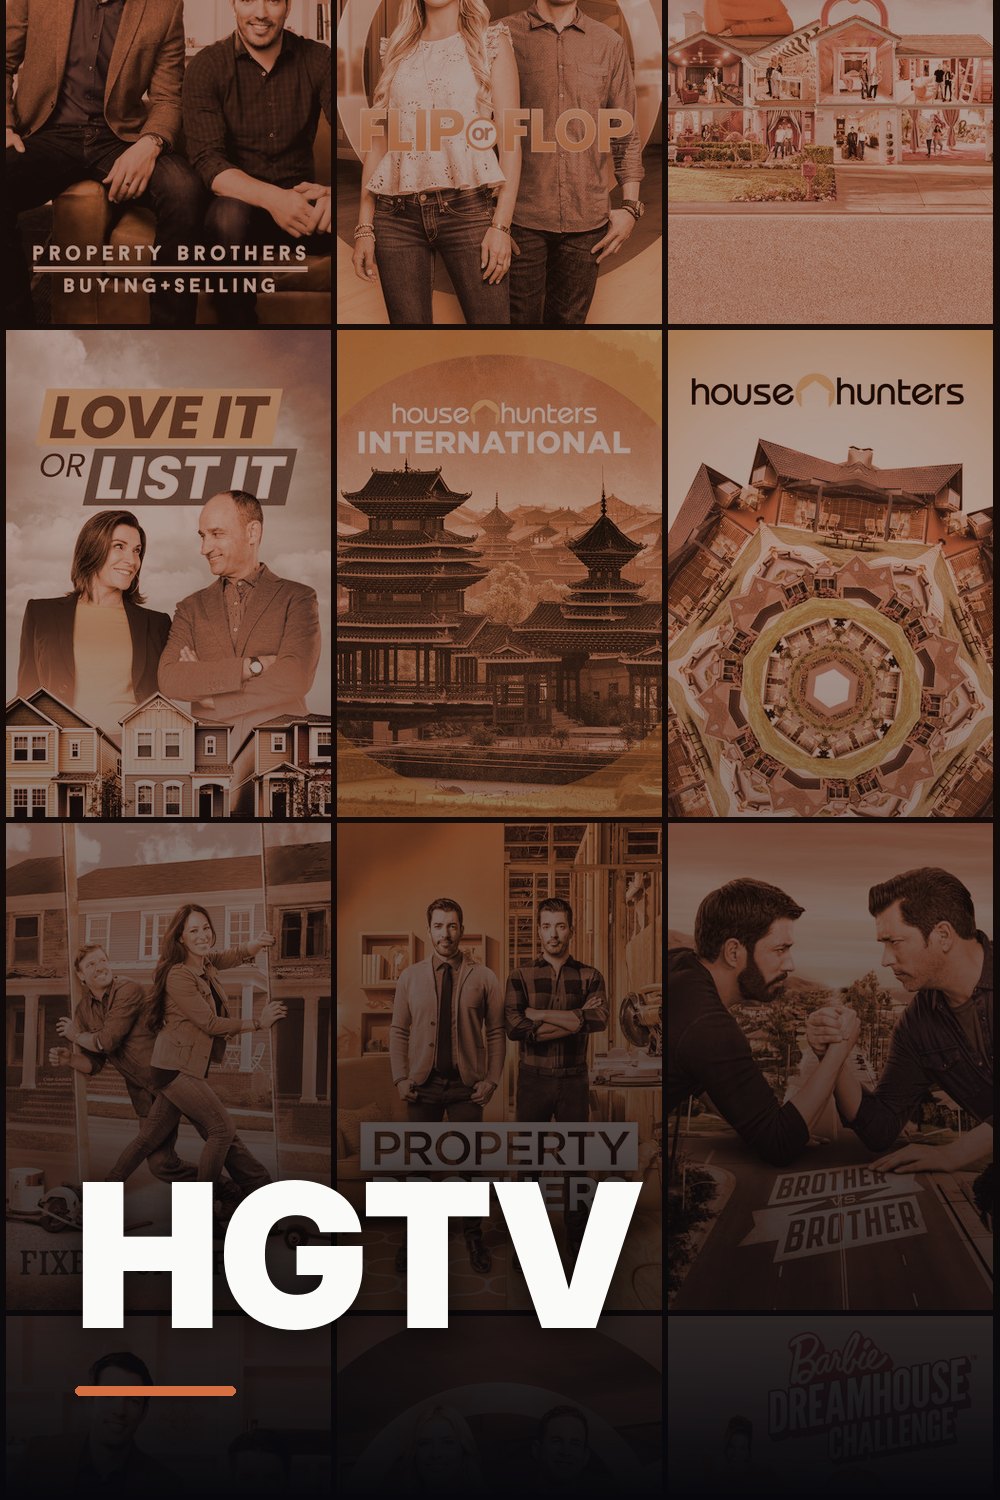 PROPERTY BROTHERS
BUYING+SELLING
FLIP or FLOP
LOVE IT
OR LIST IT
house hunters
INTERNATIONAL
house hunters
PROPERTY
BROTHERS
BROTHER
VS
BROTHER
HGTV
Barbie
DREAMHOUSE
CHALLENGE